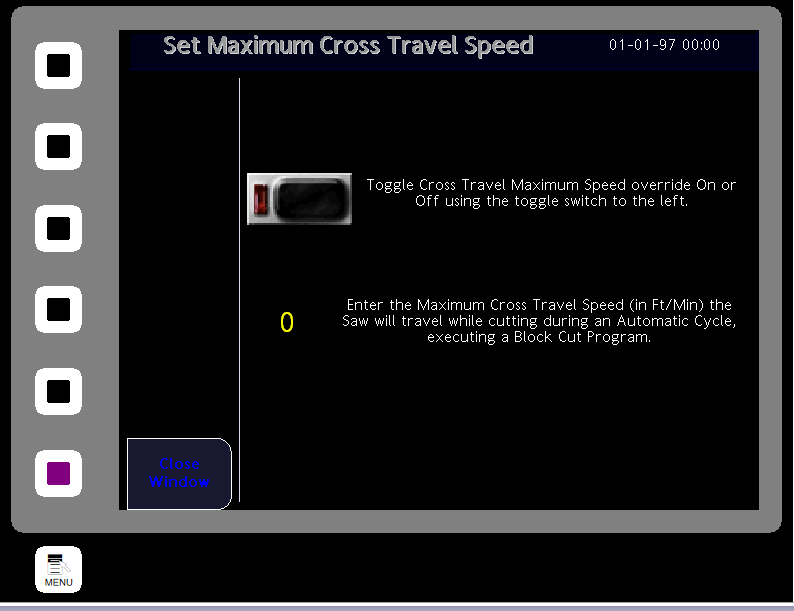 Set Maximum Cross Travel Speed
01-01-97 00:00
Toggle Cross Travel Maximum Speed override On or
Off using the toggle switch to the left.
0
Enter the Maximum Cross Travel Speed (in Ft/Min) the
Saw will travel while cutting during an Automatic Cycle,
executing a Block Cut Program.
Close
Window
MENU